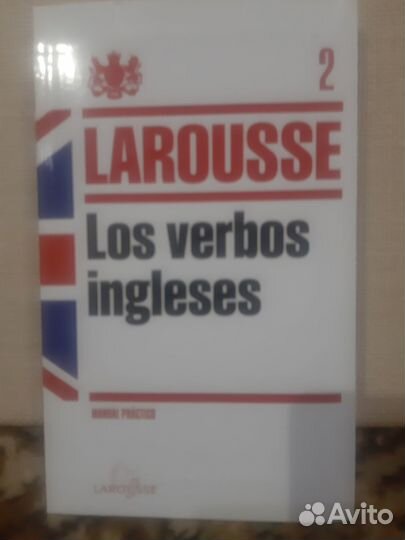 2
LAROUSSE
Los verbos
ingleses
MANUAL PRÁCTICO
LAROUSSE
Avito